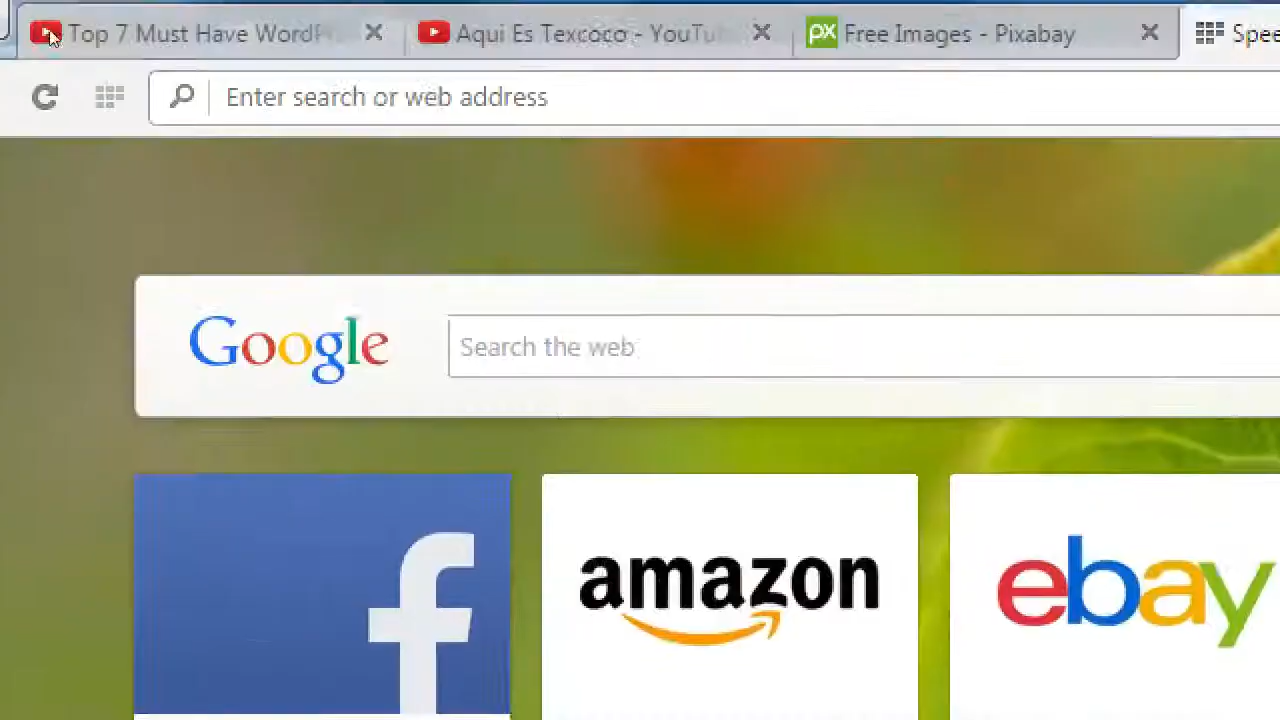 Top 7 Must Have WordP
Aqui Es Texcoco - YouTu
Free Images - Pixabay
Spee
Enter search or web address
Google
Search the web
f
amazon
ebay